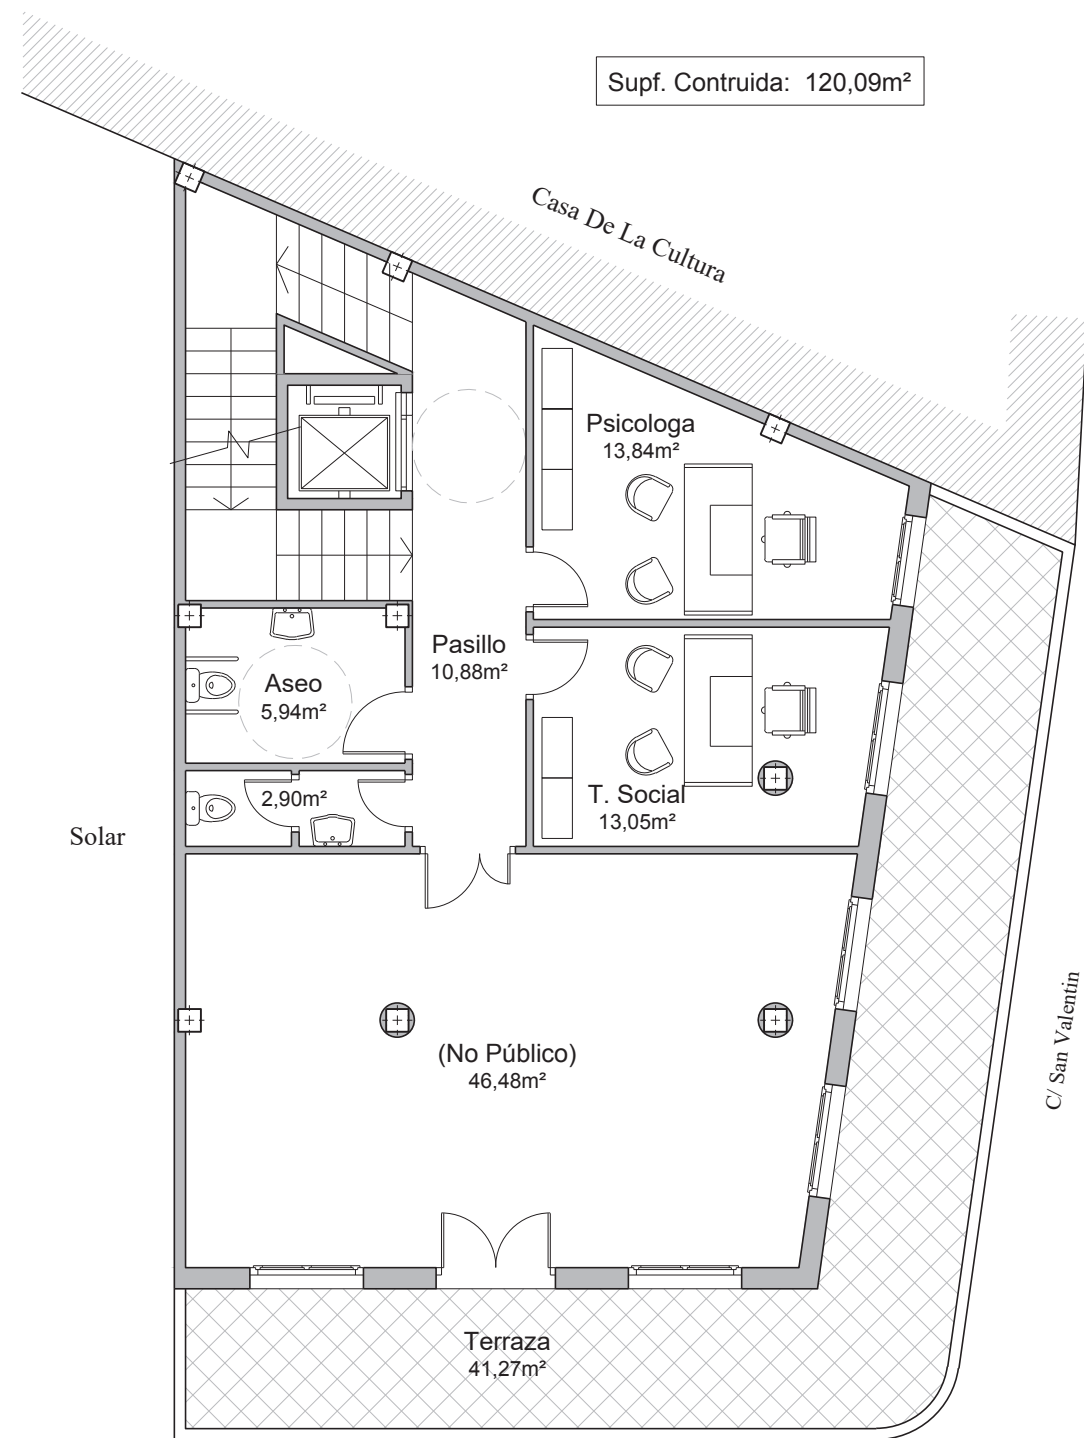 Supf. Contruida: 120,09m²
Casa De La Cultura
Psicologa
13,84m²
Pasillo
10,88m²
Aseo
5,94m²
2,90m²
T. Social
13,05m²
Solar
(No Público)
46,48m²
C/ San Valentin
Terraza
41,27m²